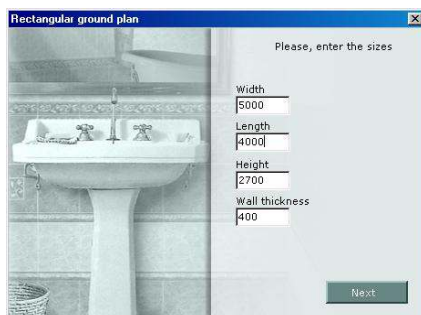 Rectangular ground plan
Please, enter the sizes
Width
5000
Length
4000
Height
2700
Wall thickness
400
Next